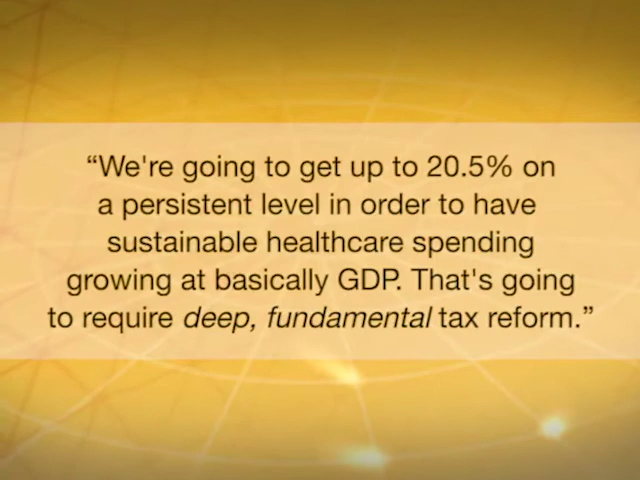 “We're going to get up to 20.5% on
a persistent level in order to have
sustainable healthcare spending
growing at basically GDP. That's going
to require deep, fundamental tax reform.”